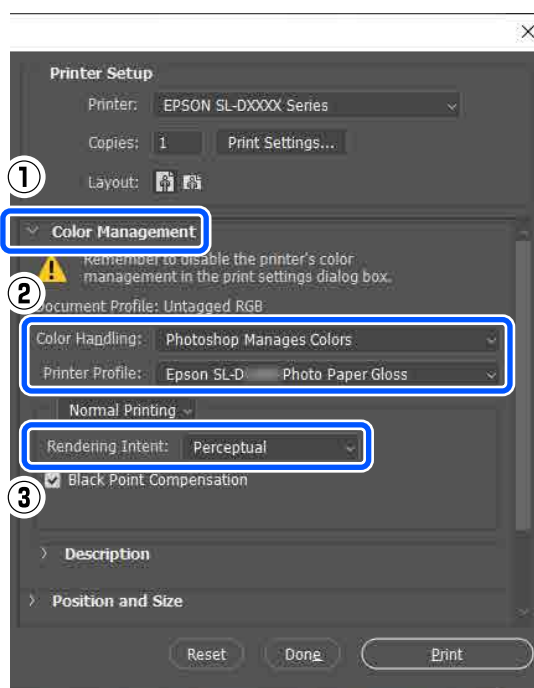 Printer Setup
Printer: EPSON SL-DXXXX Series
Copies: 1 Print Settings...
①
Layout:
Color Management
Remember to disable the printer's color
management in the print settings dialog box.
②
Document Profile: Untagged RGB
Color Handling: Photoshop Manages Colors
Printer Profile: Epson SL-D Photo Paper Gloss
Normal Printing
Rendering Intent: Perceptual
Black Point Compensation
③
Description
Position and Size
Reset Done Print